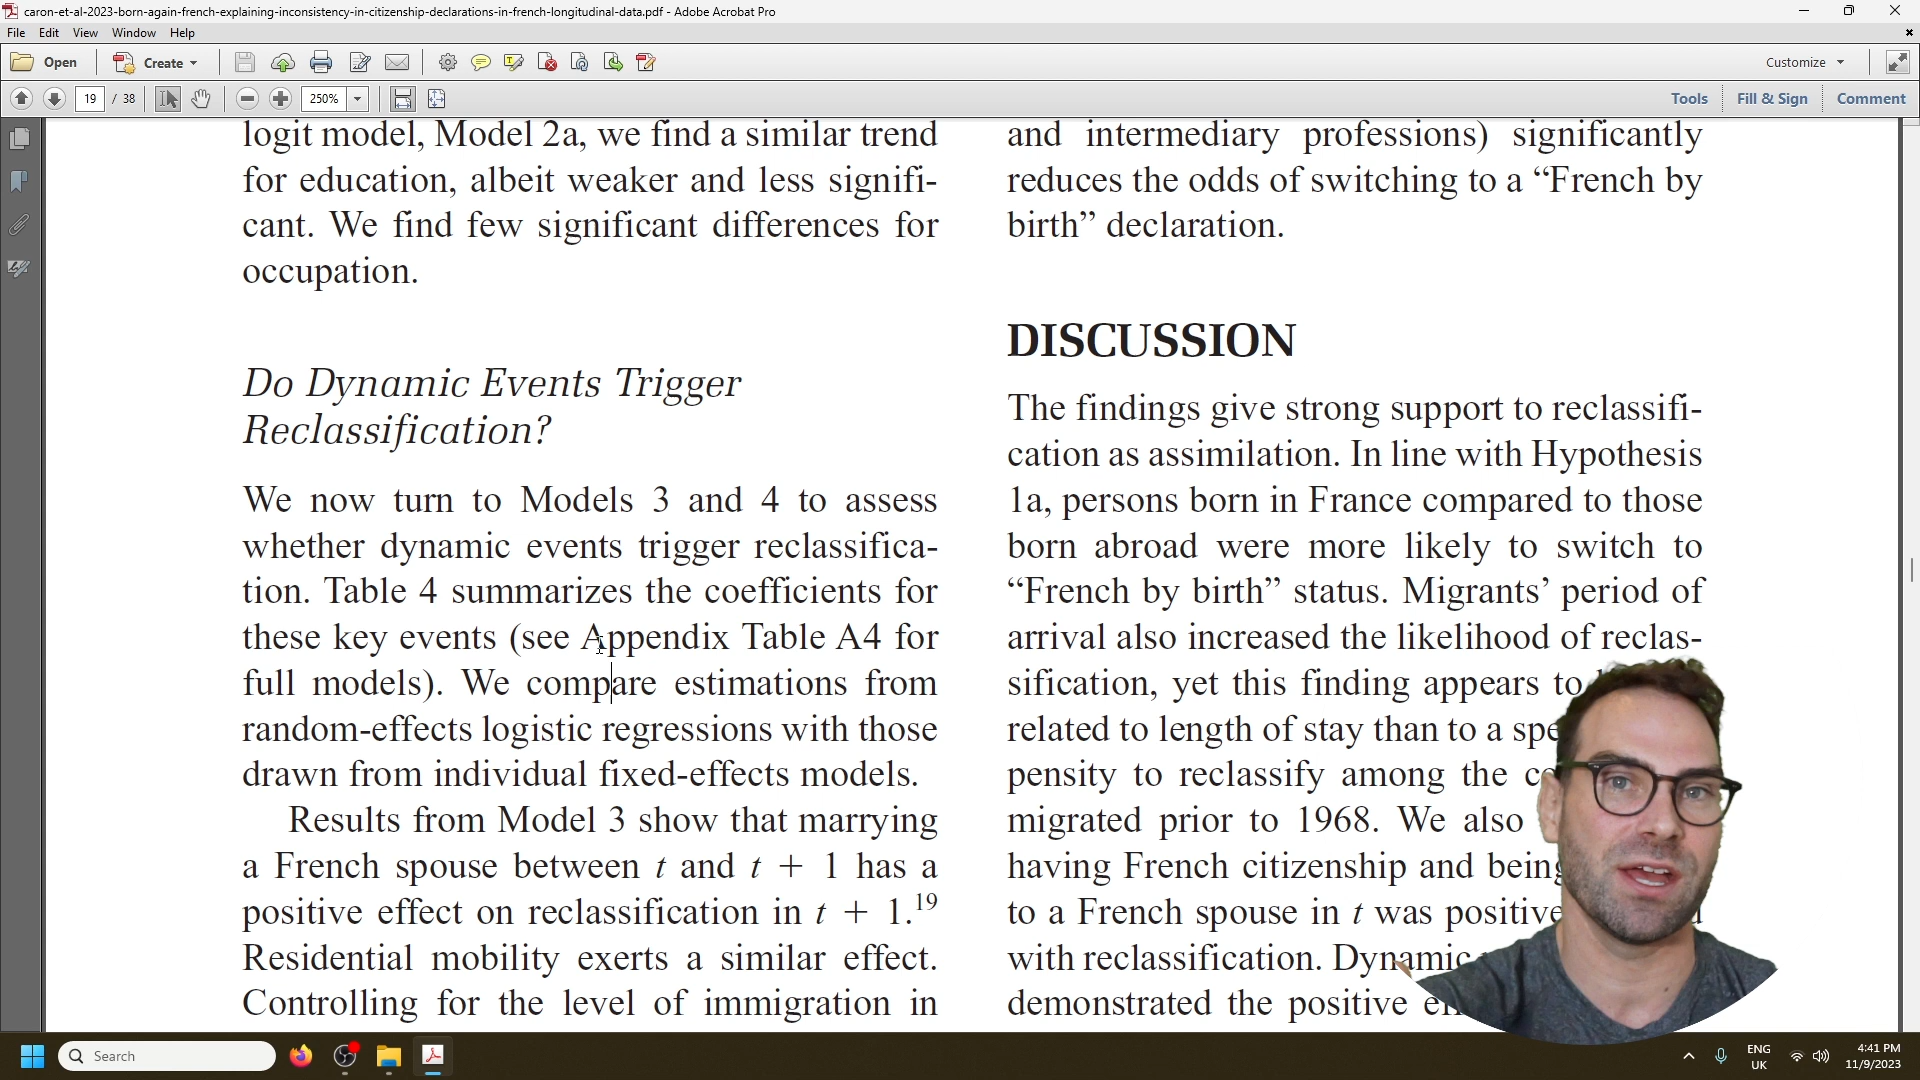 caron-et-al-2023-born-again-french-explaining-inconsistency-in-citizenship-declarations-in-french-longitudinal-data.pdf - Adobe Acrobat Pro
File Edit View Window Help
Open Create Customize
19 / 38 250% Tools Fill & Sign Comment
logit model, Model 2a, we find a similar trend
for education, albeit weaker and less signifi-
cant. We find few significant differences for
occupation.
Do Dynamic Events Trigger
Reclassification?
We now turn to Models 3 and 4 to assess
whether dynamic events trigger reclassifica-
tion. Table 4 summarizes the coefficients for
these key events (see Appendix Table A4 for
full models). We compare estimations from
random-effects logistic regressions with those
drawn from individual fixed-effects models.
Results from Model 3 show that marrying
a French spouse between t and t + 1 has a
positive effect on reclassification in t + 1.19
Residential mobility exerts a similar effect.
Controlling for the level of immigration in
and intermediary professions) significantly
reduces the odds of switching to a “French by
birth” declaration.
DISCUSSION
The findings give strong support to reclassifi-
cation as assimilation. In line with Hypothesis
1a, persons born in France compared to those
born abroad were more likely to switch to
“French by birth” status. Migrants’ period of
arrival also increased the likelihood of reclas-
sification, yet this finding appears to
related to length of stay than to a
pensity to reclassify among the
migrated prior to 1968. We also
having French citizenship and being
to a French spouse in t was
with reclassification. Dynamic
demonstrated the positive
Search
ENG
UK
4:41 PM
11/9/2023